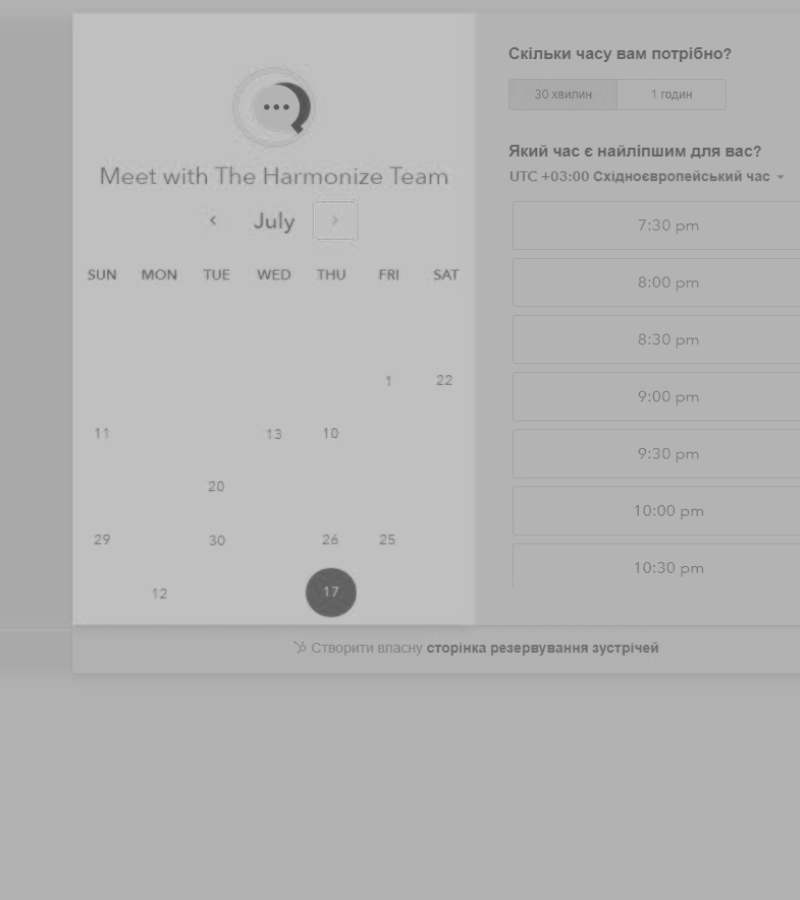 Meet with The Harmonize Team
July
SUN MON TUE WED THU FRI SAT
1 22
11 13 10
20
29 30 26 25
12 17
Скільки часу вам потрібно?
30 хвилин 1 годин
Який час є найліпшим для вас?
UTC +03:00 Східноєвропейський час
7:30 pm
8:00 pm
8:30 pm
9:00 pm
9:30 pm
10:00 pm
10:30 pm
Створити власну сторінка резервування зустрічей